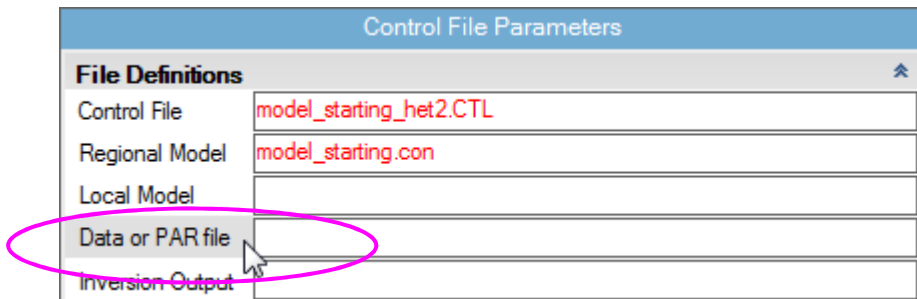 Control File Parameters
File Definitions
Control File model_starting_het2.CTL
Regional Model model_starting.con
Local Model
Data or PAR file
Inversion Output